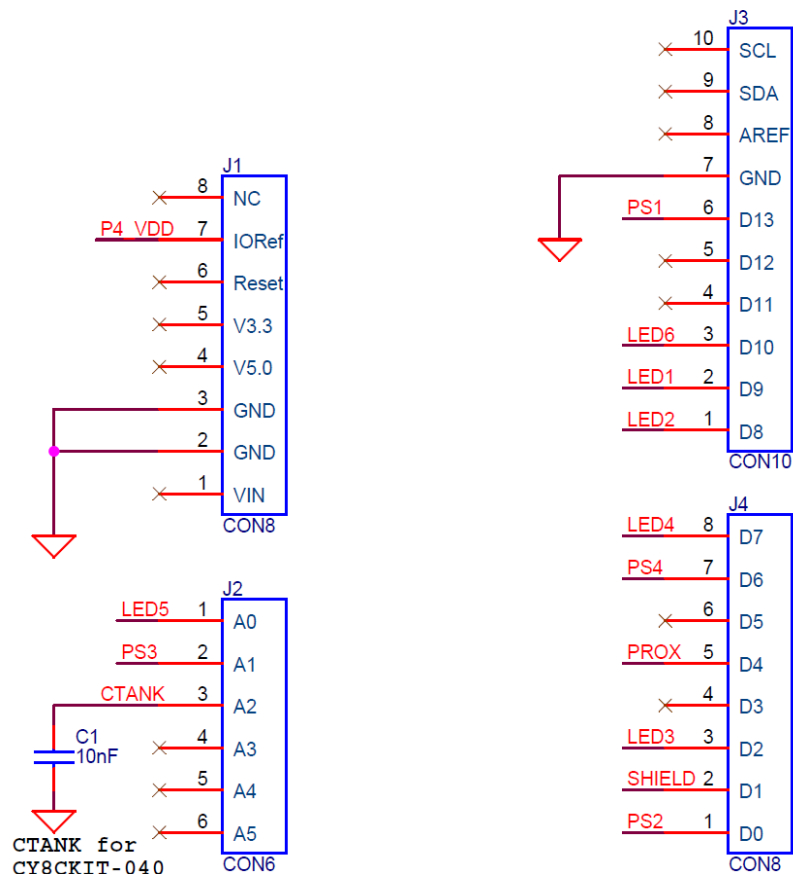 J1
8 NC
P4_VDD 7 IORef
6 Reset
5 V3.3
4 V5.0
3 GND
2 GND
1 VIN
CON8
J2
LED5 1 A0
PS3 2 A1
CTANK 3 A2
C1
10nF
4 A3
5 A4
6 A5
CON6
CTANK for
CY8CKIT-040
J3
10 SCL
9 SDA
8 AREF
7 GND
PS1 6 D13
5 D12
4 D11
LED6 3 D10
LED1 2 D9
LED2 1 D8
CON10
J4
LED4 8 D7
PS4 7 D6
6 D5
PROX 5 D4
4 D3
LED3 3 D2
SHIELD 2 D1
PS2 1 D0
CON8